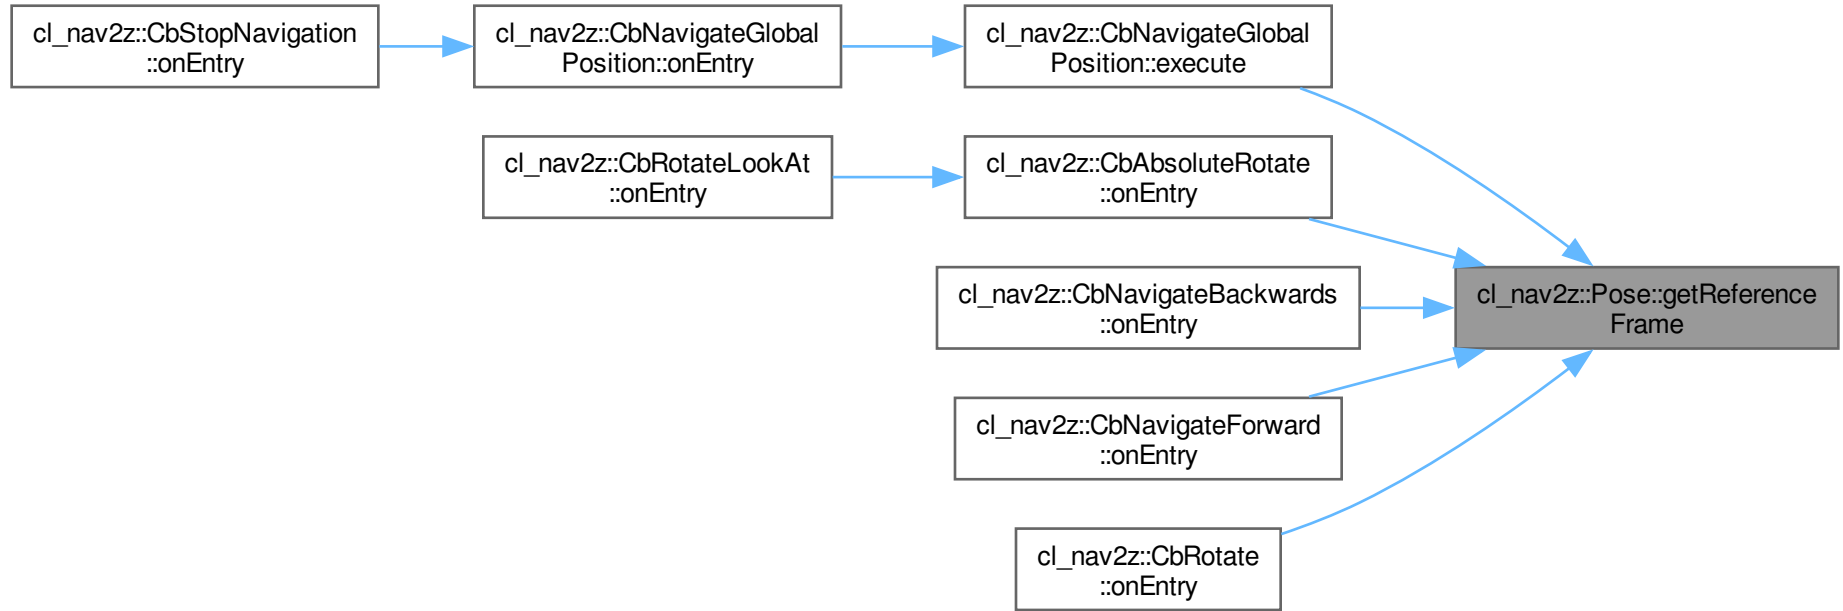 cl_nav2z::CbStopNavigation
::onEntry
cl_nav2z::CbNavigateGlobal
Position::onEntry
cl_nav2z::CbNavigateGlobal
Position::execute
cl_nav2z::CbRotateLookAt
::onEntry
cl_nav2z::CbAbsoluteRotate
::onEntry
cl_nav2z::CbNavigateBackwards
::onEntry
cl_nav2z::Pose::getReference
Frame
cl_nav2z::CbNavigateForward
::onEntry
cl_nav2z::CbRotate
::onEntry